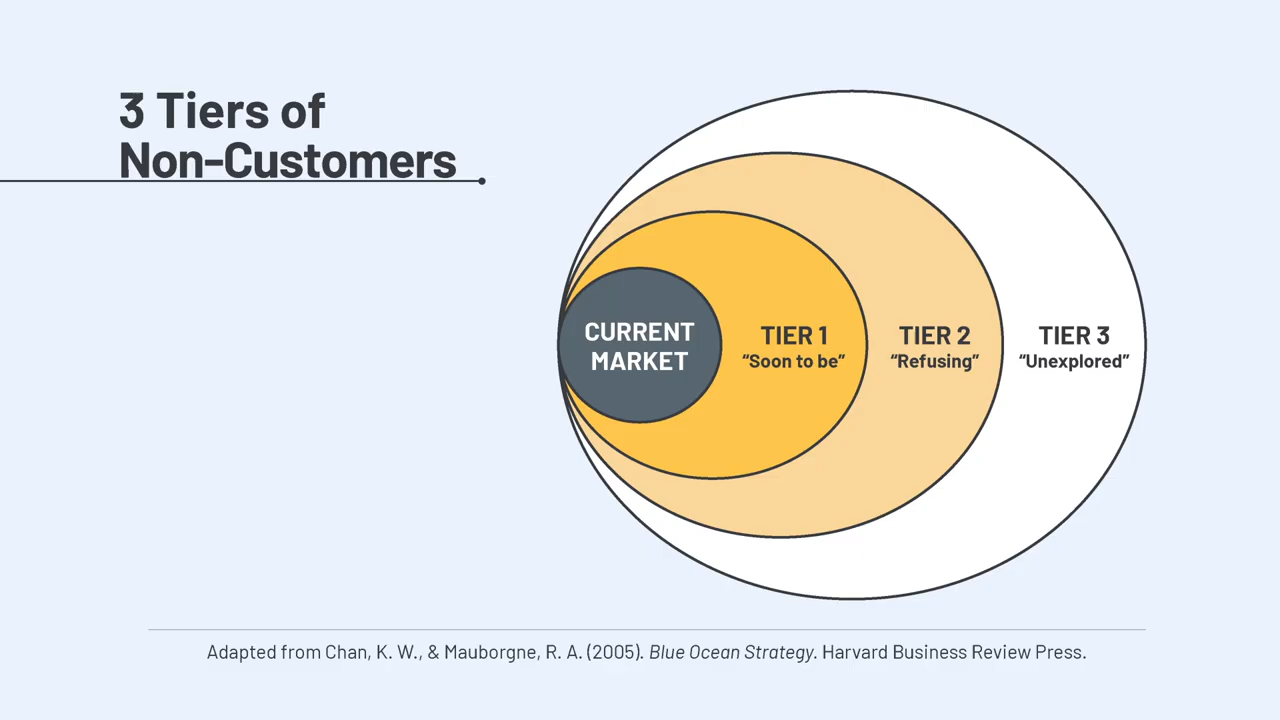 3 Tiers of
Non-Customers
CURRENT
MARKET
TIER 1
“Soon to be”
TIER 2
“Refusing”
TIER 3
“Unexplored”
Adapted from Chan, K. W., & Mauborgne, R. A. (2005). Blue Ocean Strategy. Harvard Business Review Press.